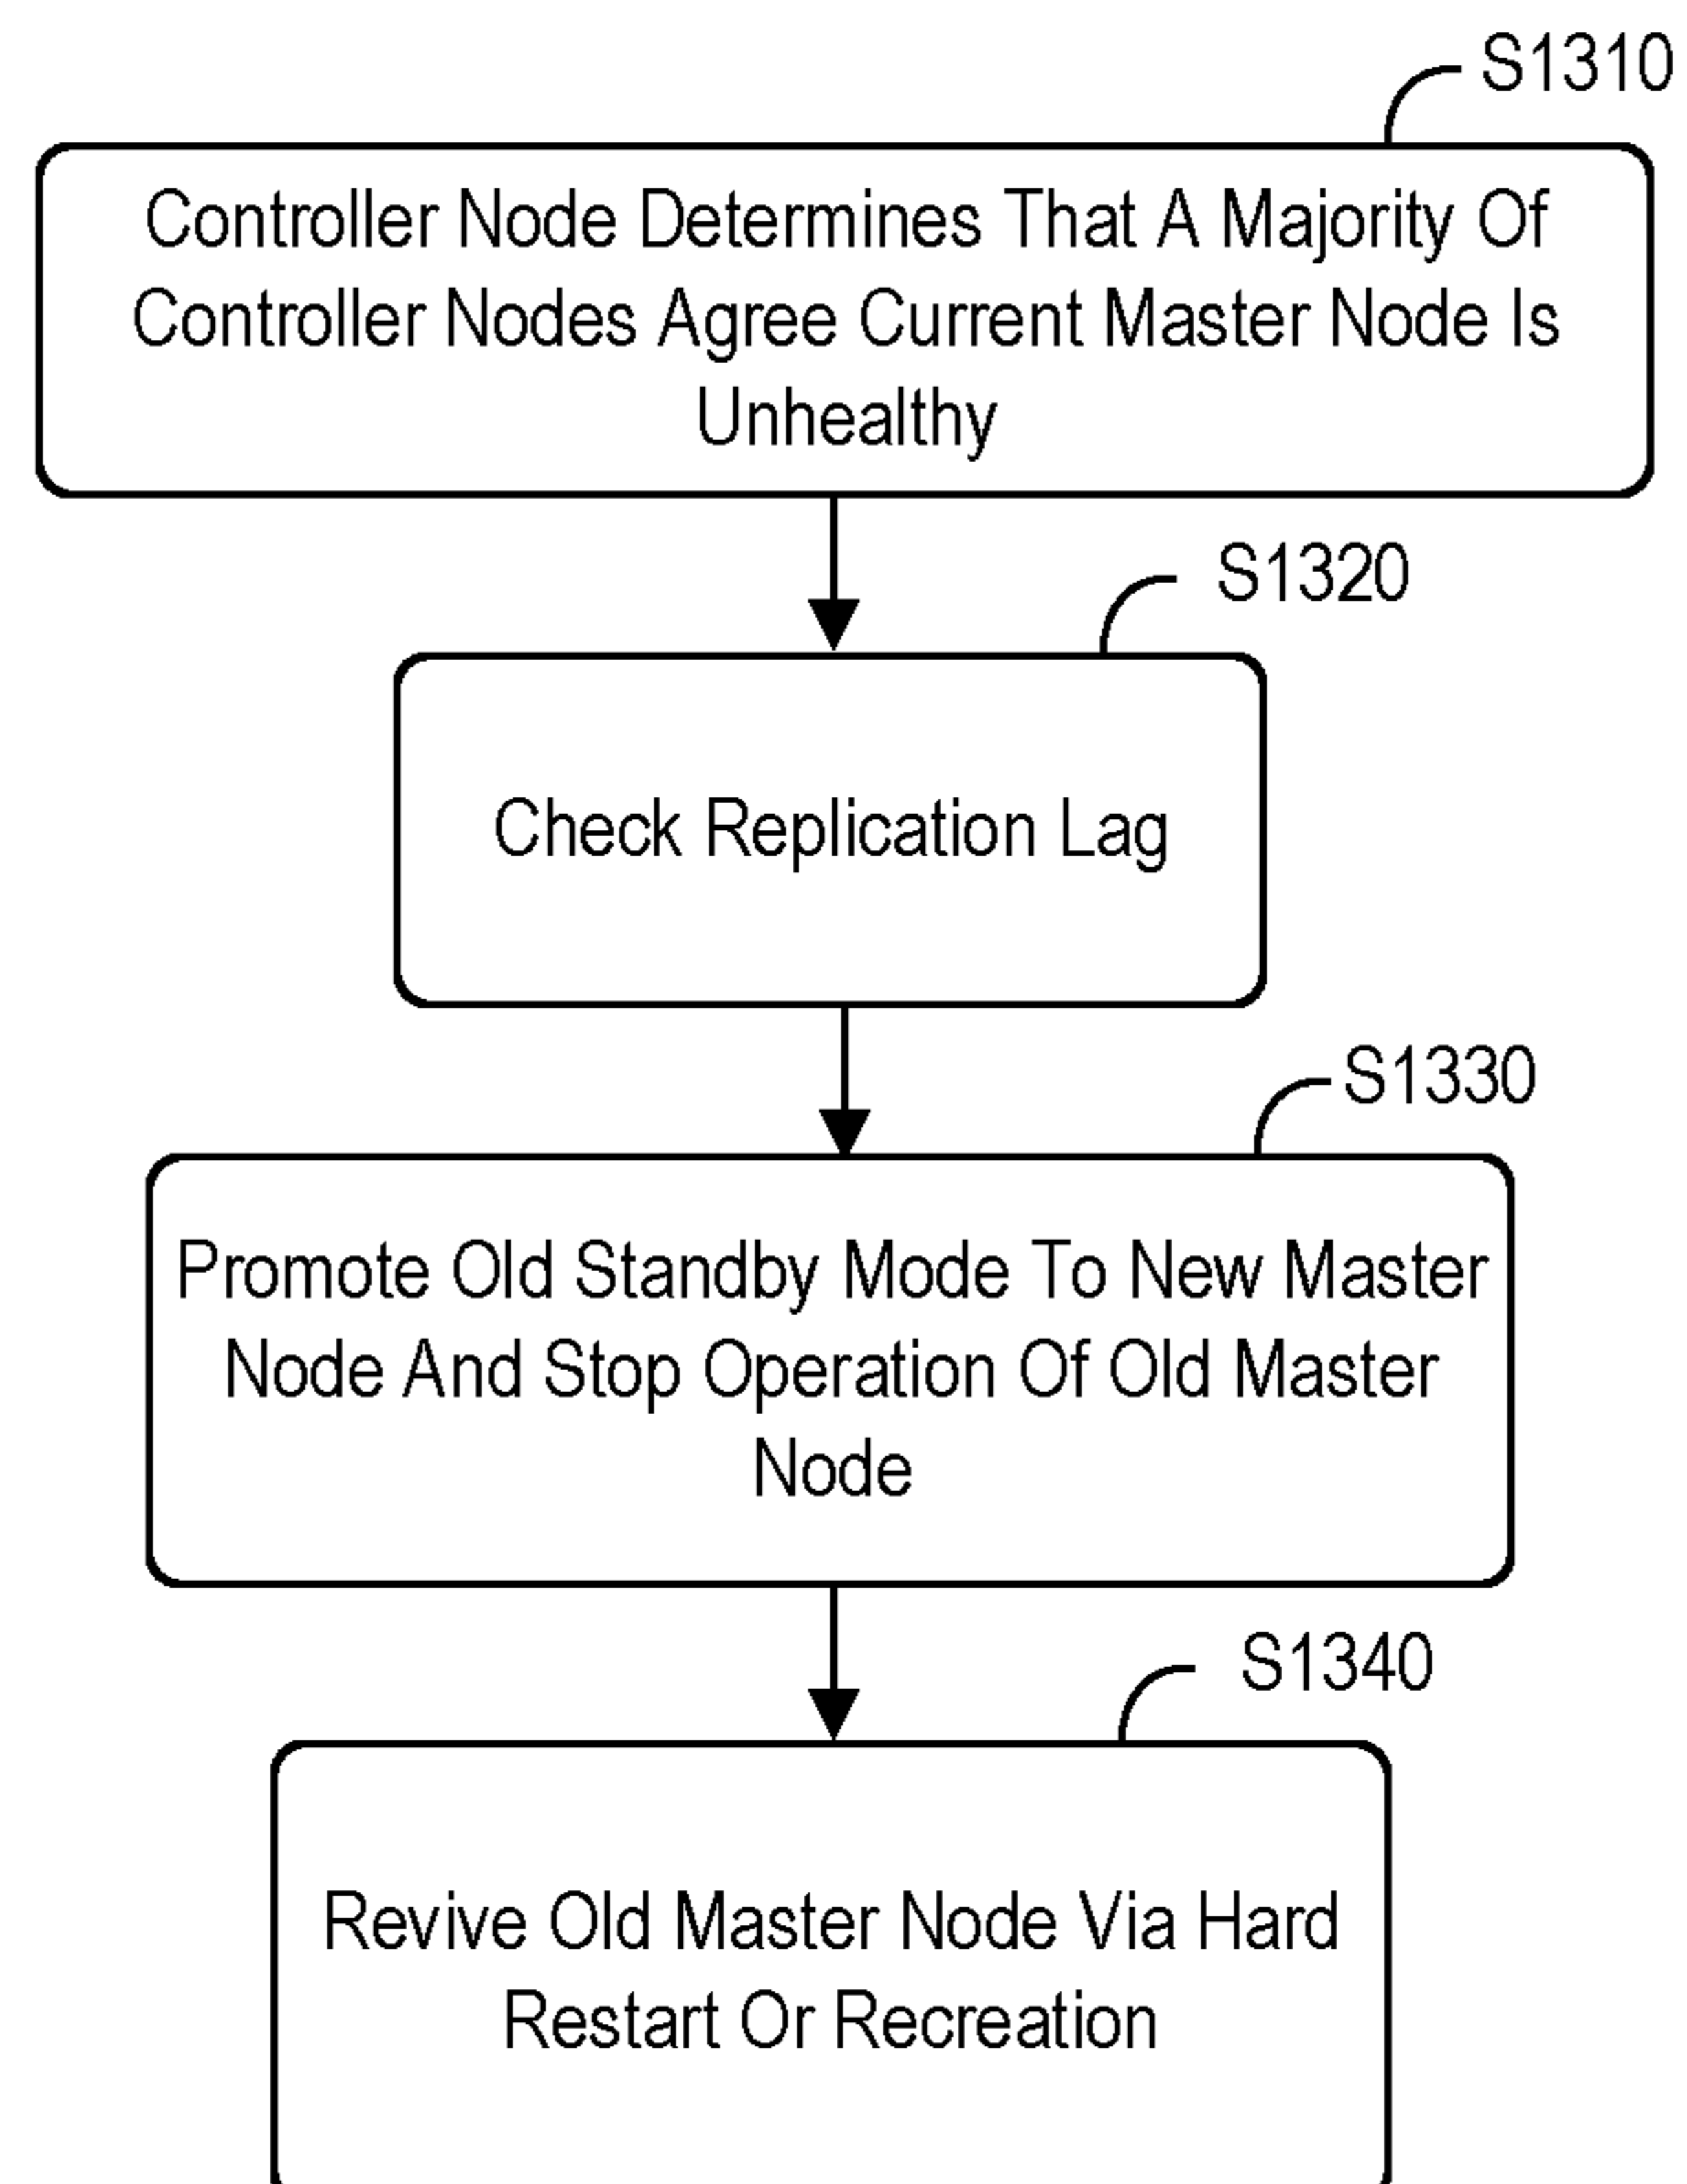 S1310
Controller Node Determines That A Majority Of
Controller Nodes Agree Current Master Node Is
Unhealthy
S1320
Check Replication Lag
S1330
Promote Old Standby Mode To New Master
Node And Stop Operation Of Old Master
Node
S1340
Revive Old Master Node Via Hard
Restart Or Recreation